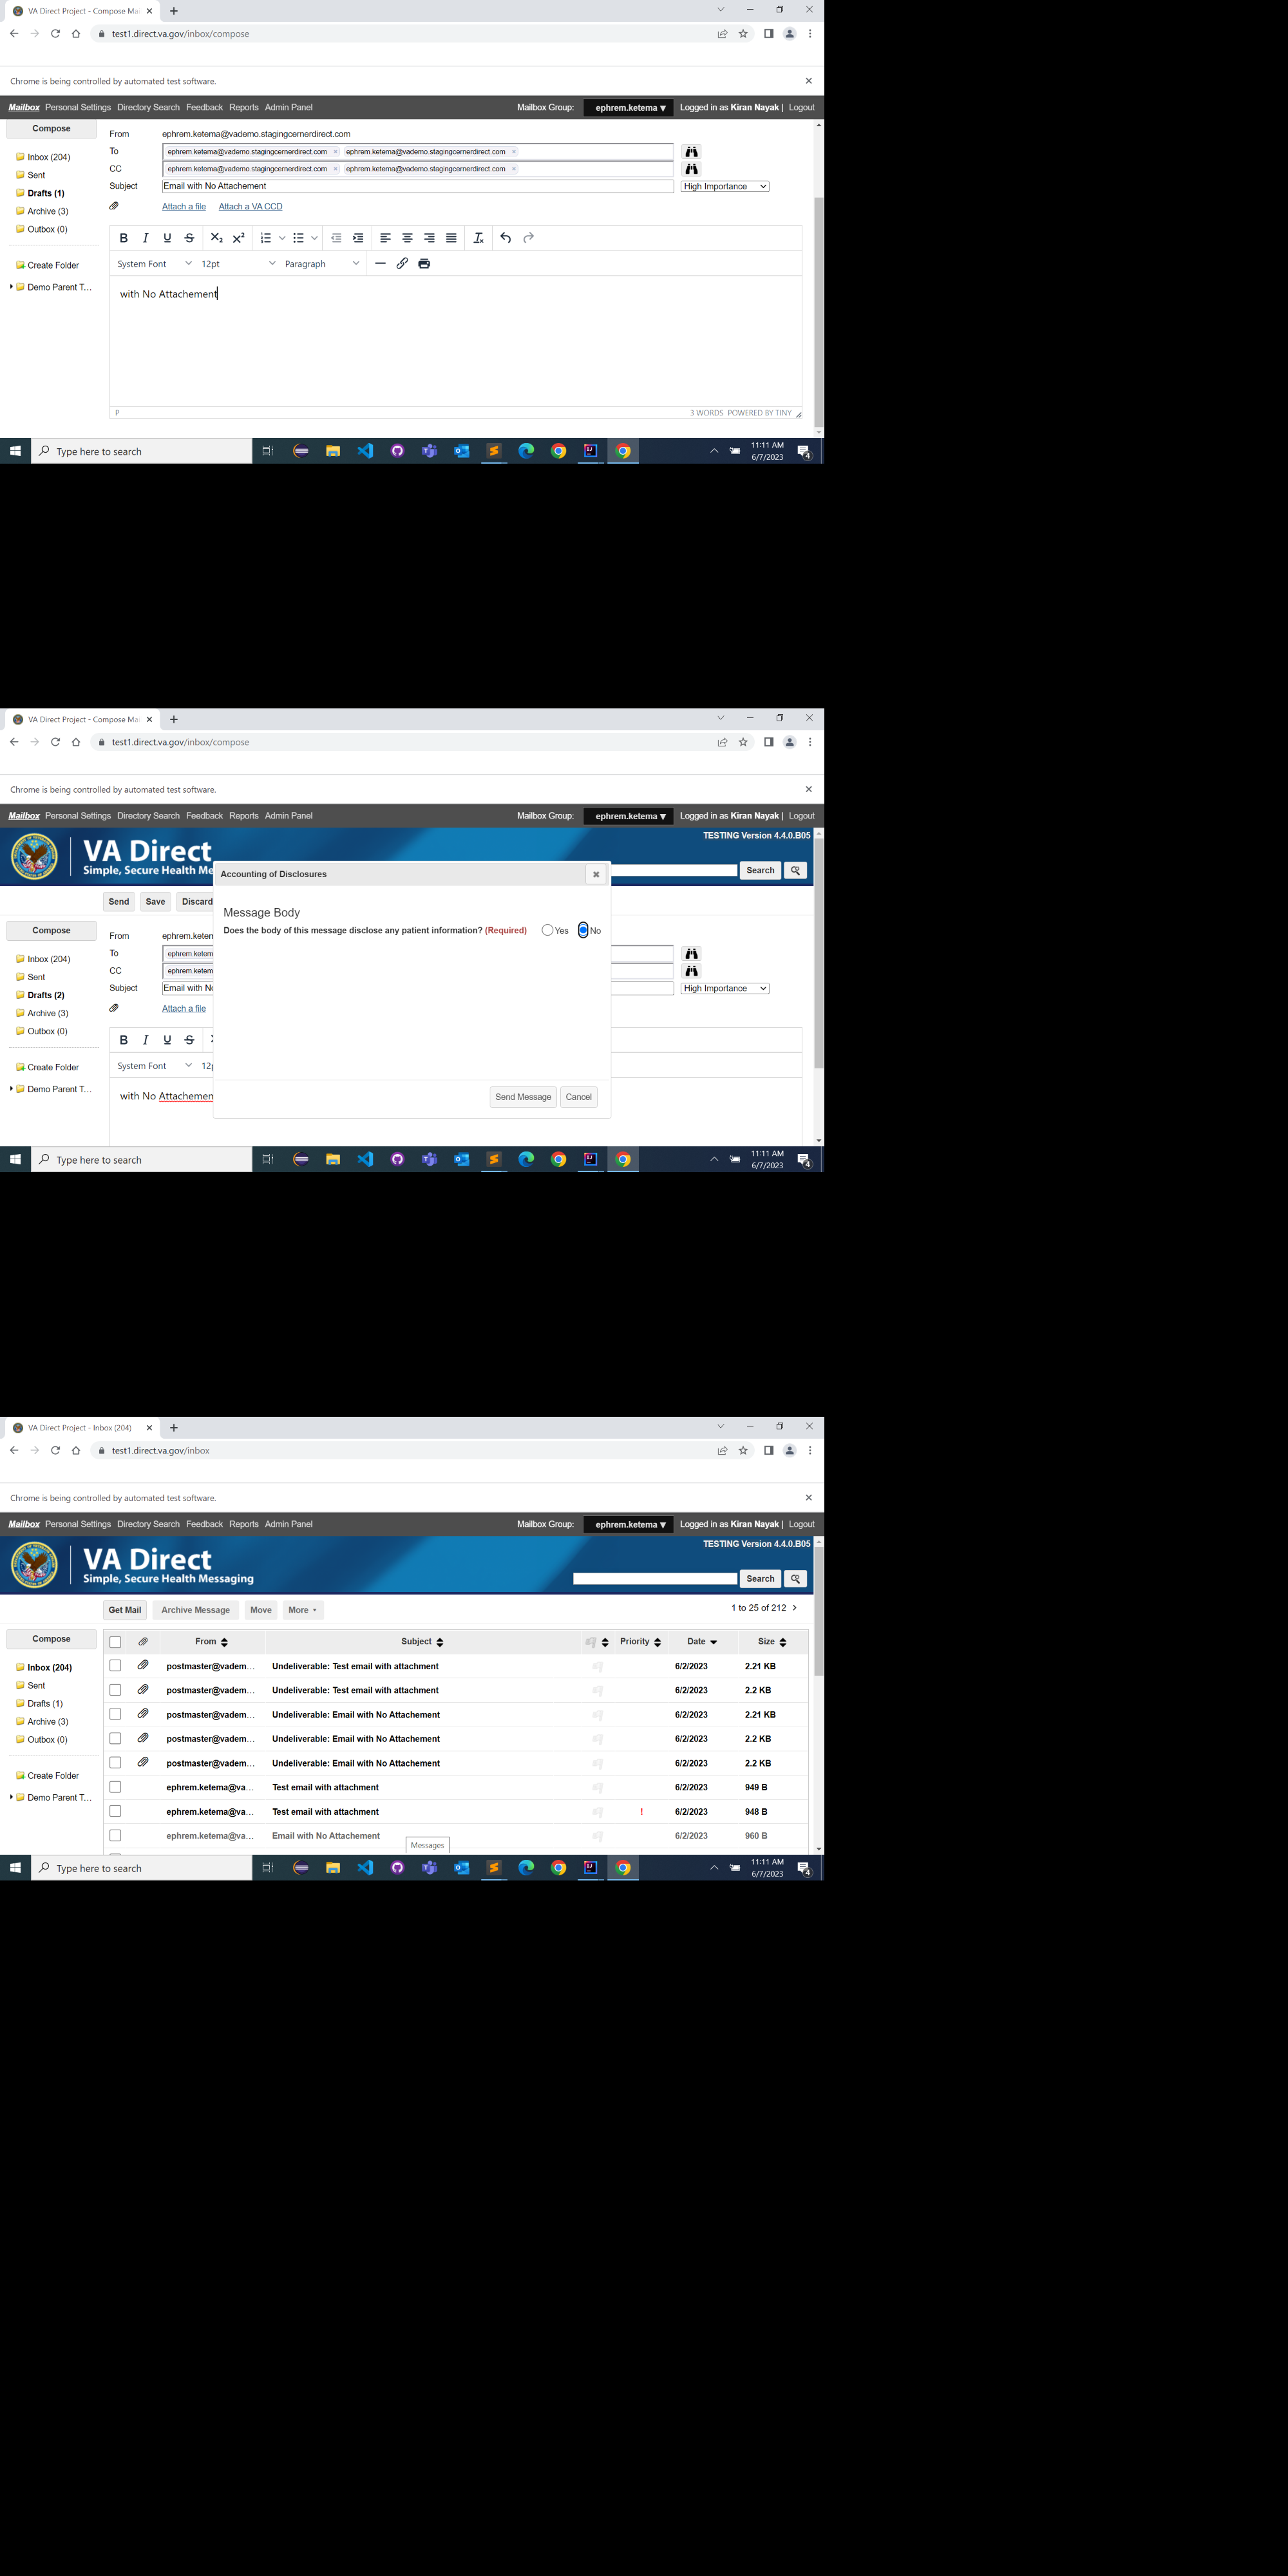 VA Direct Project - Compose Ma
test1.direct.va.gov/inbox/compose
Chrome is being controlled by automated test software.
Mailbox Personal Settings Directory Search Feedback Reports Admin Panel Mailbox Group: ephrem.ketema ▼ Logged in as Kiran Nayak | Logout
Compose
From ephrem.ketema@vademo.stagingcernerdirect.com
To ephrem.ketema@vademo.stagingcernerdirect.com × ephrem.ketema@vademo.stagingcernerdirect.com ×
Inbox (204)
CC ephrem.ketema@vademo.stagingcernerdirect.com × ephrem.ketema@vademo.stagingcernerdirect.com ×
Sent
Subject Email with No Attachement High Importance
Drafts (1)
Attach a file Attach a VA CCD
Archive (3)
Outbox (0)
B I U S X₂ X²
Create Folder
System Font 12pt Paragraph
Demo Parent T...
with No Attachement
P 3 WORDS POWERED BY TINY
Type here to search
11:11 AM
6/7/2023
4
VA Direct Project - Compose Ma
test1.direct.va.gov/inbox/compose
Chrome is being controlled by automated test software.
Mailbox Personal Settings Directory Search Feedback Reports Admin Panel Mailbox Group: ephrem.ketema ▼ Logged in as Kiran Nayak | Logout
TESTING Version 4.4.0.B05
VA Direct
Simple, Secure Health Me
Search
Accounting of Disclosures
Send Save Discard
Message Body
Does the body of this message disclose any patient information? (Required) Yes No
Compose
From ephrem.keter
To ephrem.ketem
Inbox (204)
CC ephrem.ketem
Sent
Subject Email with No High Importance
Drafts (2)
Attach a file
Archive (3)
Outbox (0)
B I U S
Create Folder
System Font 12p
Demo Parent T...
with No Attachemen
Send Message Cancel
Type here to search
11:11 AM
6/7/2023
4
VA Direct Project - Inbox (204)
test1.direct.va.gov/inbox
Chrome is being controlled by automated test software.
Mailbox Personal Settings Directory Search Feedback Reports Admin Panel Mailbox Group: ephrem.ketema ▼ Logged in as Kiran Nayak | Logout
TESTING Version 4.4.0.B05
VA Direct
Simple, Secure Health Messaging
Search
Get Mail Archive Message Move More 1 to 25 of 212
Compose
From Subject Priority Date Size
Inbox (204)
postmaster@vadem... Undeliverable: Test email with attachment 6/2/2023 2.21 KB
Sent
postmaster@vadem... Undeliverable: Test email with attachment 6/2/2023 2.2 KB
Drafts (1)
postmaster@vadem... Undeliverable: Email with No Attachement 6/2/2023 2.21 KB
Archive (3)
postmaster@vadem... Undeliverable: Email with No Attachement 6/2/2023 2.2 KB
Outbox (0)
postmaster@vadem... Undeliverable: Email with No Attachement 6/2/2023 2.2 KB
Create Folder
ephrem.ketema@va... Test email with attachment 6/2/2023 949 B
Demo Parent T...
ephrem.ketema@va... Test email with attachment ! 6/2/2023 948 B
ephrem.ketema@va... Email with No Attachement 6/2/2023 960 B
Messages
Type here to search
11:11 AM
6/7/2023
4